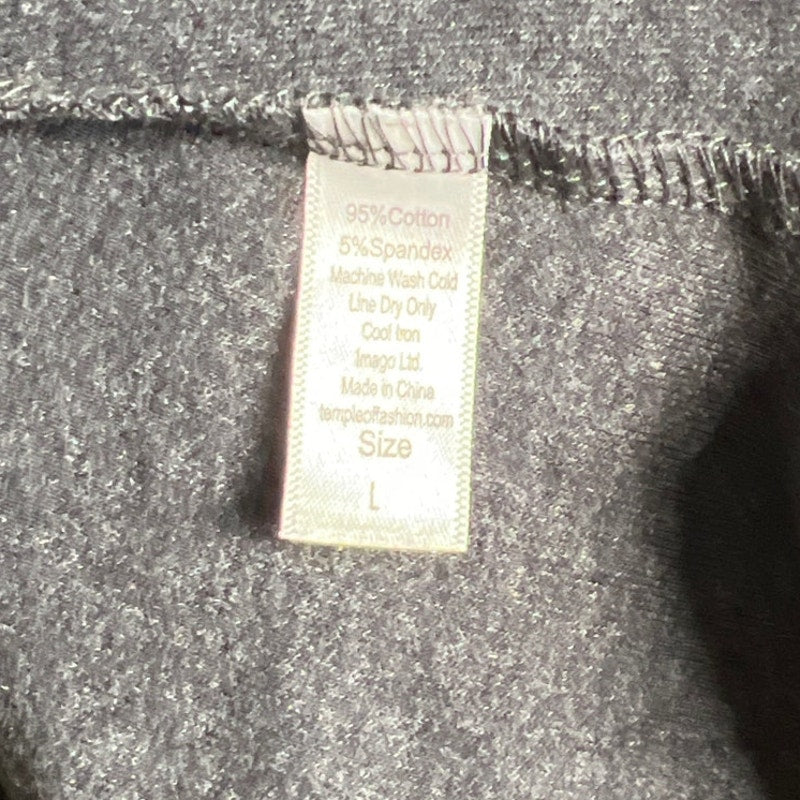 95%Cotton
5%Spandex
Machine Wash Cold
Line Dry Only
Cool Iron
Imago Ltd.
Made in China
templeoffashion.com
Size
L